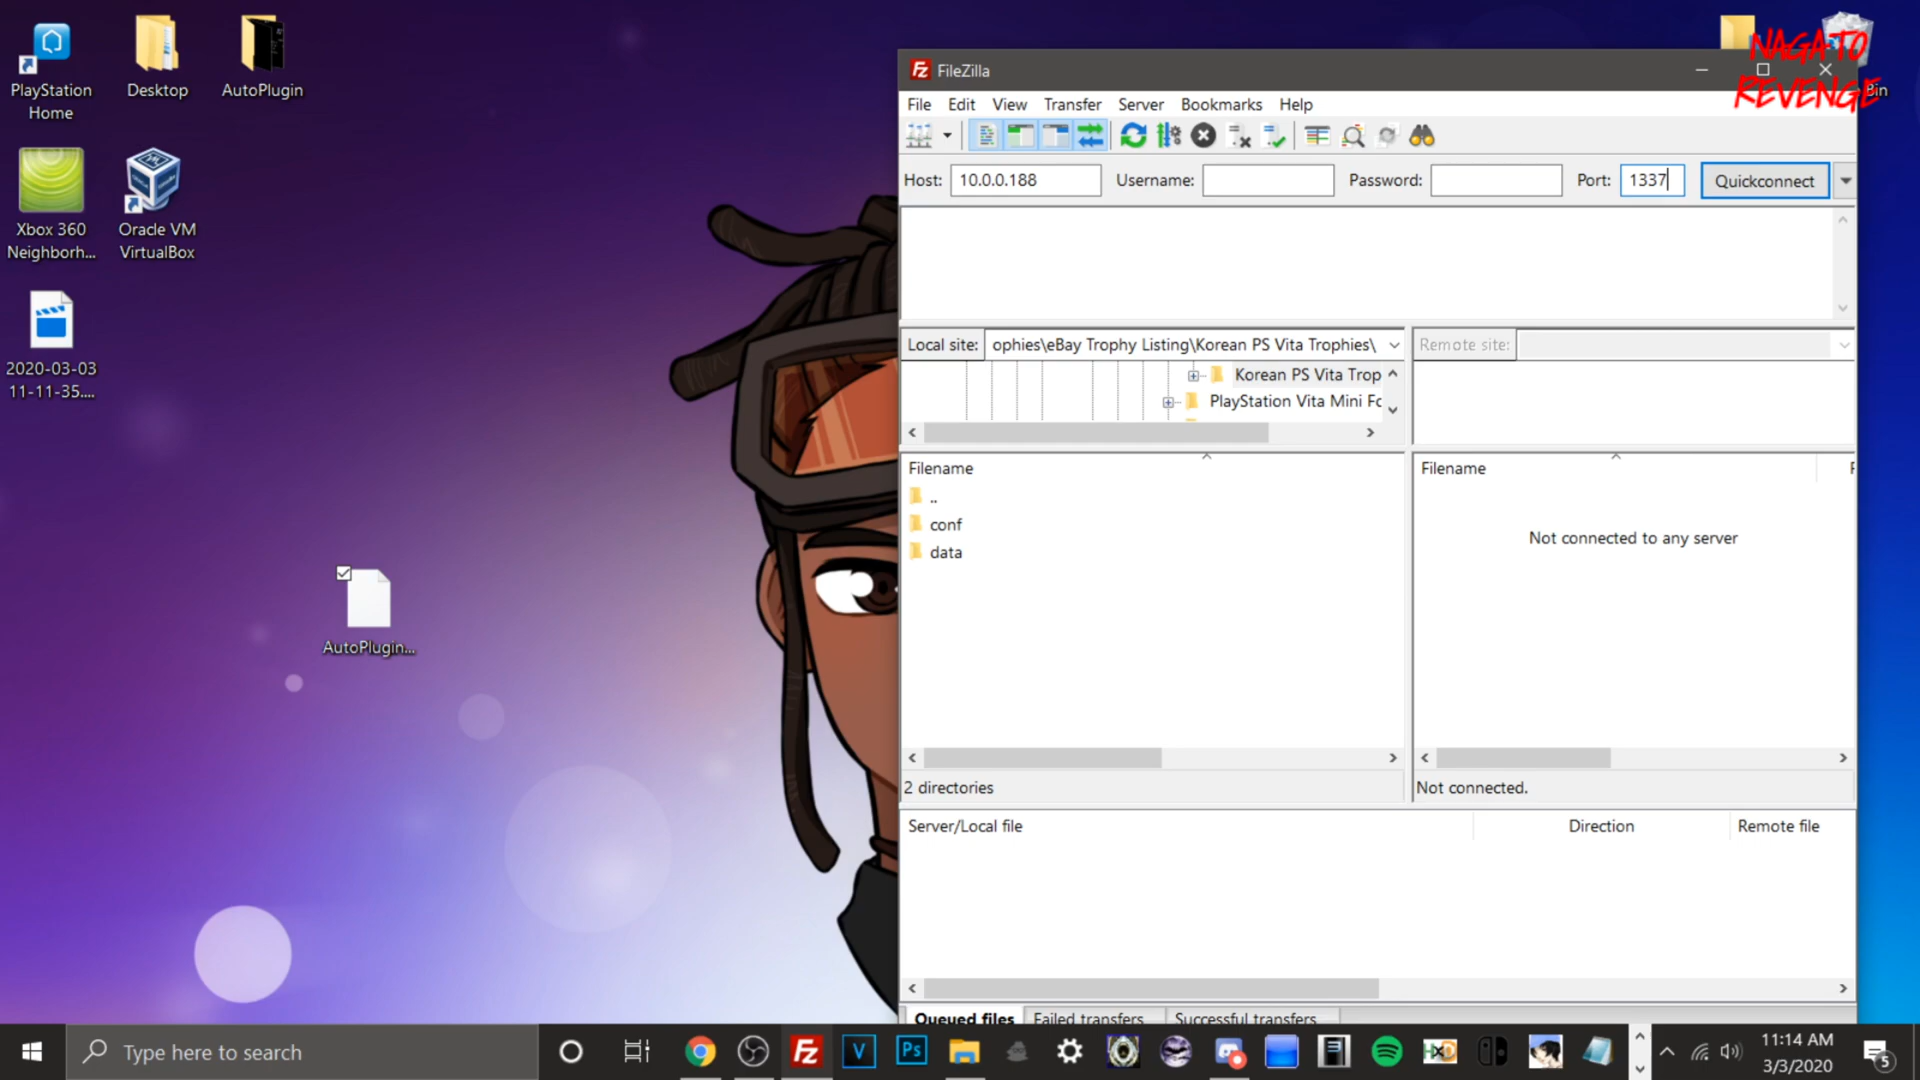 PlayStation
Home
Desktop
AutoPlugin
Xbox 360
Neighborh...
Oracle VM
VirtualBox
2020-03-03
11-11-35....
AutoPlugin...
NAGATO
REVENGE
Bin
FileZilla
File Edit View Transfer Server Bookmarks Help
Host: 10.0.0.188 Username: Password: Port: 1337 Quickconnect
Local site: ophies\eBay Trophy Listing\Korean PS Vita Trophies\
Remote site:
Korean PS Vita Trop
PlayStation Vita Mini Fc
Filename
..
conf
data
2 directories
Filename
Not connected to any server
Not connected.
Server/Local file Direction Remote file
Queued files Failed transfers Successful transfers
Type here to search
Ps
HXD
11:14 AM
3/3/2020
5